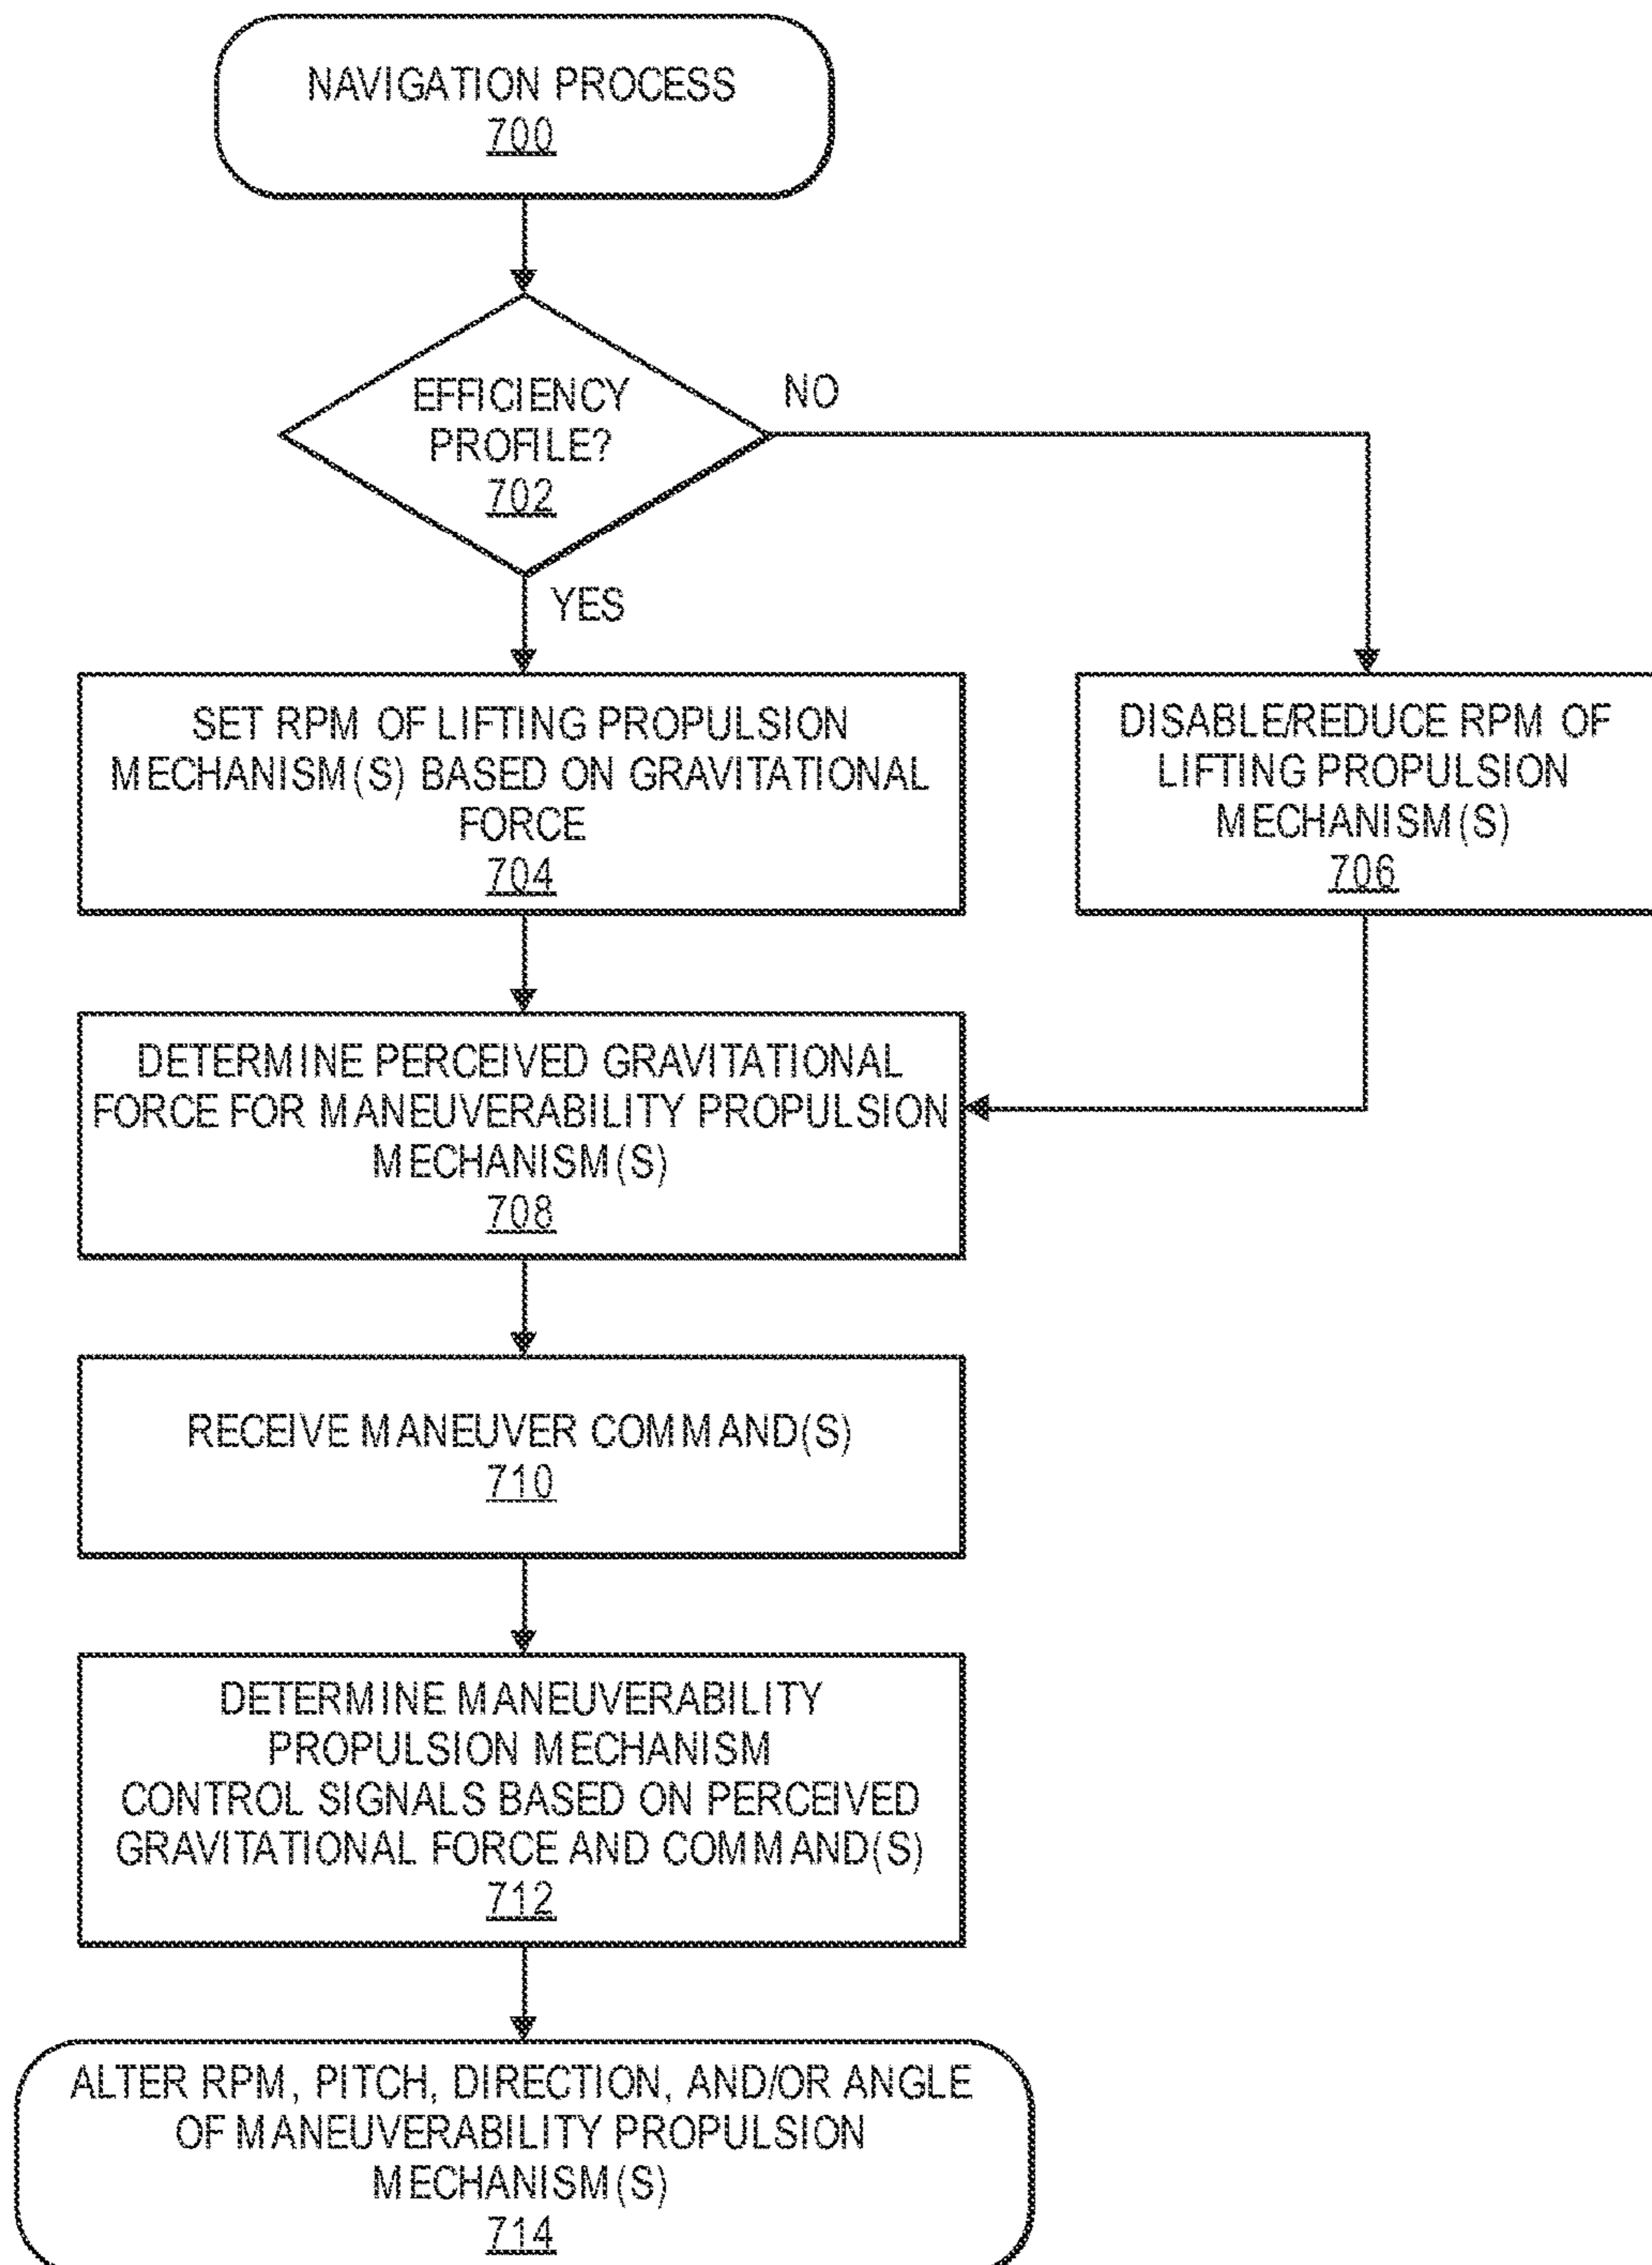 NAVIGATION PROCESS
700
EFFICIENCY
PROFILE?
702
NO
YES
SET RPM OF LIFTING PROPULSION
MECHANISM(S) BASED ON GRAVITATIONAL
FORCE
704
DISABLE/REDUCE RPM OF
LIFTING PROPULSION
MECHANISM(S)
706
DETERMINE PERCEIVED GRAVITATIONAL
FORCE FOR MANEUVERABILITY PROPULSION
MECHANISM(S)
708
RECEIVE MANEUVER COMMAND(S)
710
DETERMINE MANEUVERABILITY
PROPULSION MECHANISM
CONTROL SIGNALS BASED ON PERCEIVED
GRAVITATIONAL FORCE AND COMMAND(S)
712
ALTER RPM, PITCH, DIRECTION, AND/OR ANGLE
OF MANEUVERABILITY PROPULSION
MECHANISM(S)
714